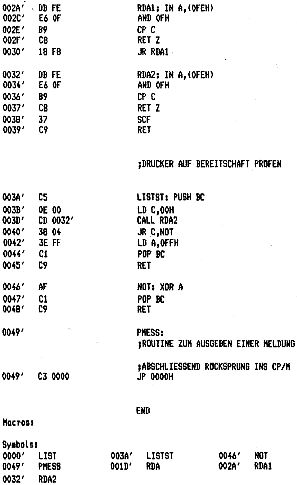 002A' DB FE RDA1: IN A,(0FEH)
002C' E6 0F AND 0FH
002E' B9 CP C
002F' C8 RET Z
0030' 18 F8 JR RDA1
0032' DB FE RDA2: IN A,(0FEH)
0034' E6 0F AND 0FH
0036' B9 CP C
0037' C8 RET Z
0038' 37 SCF
0039' C9 RET
;DRUCKER AUF BEREITSCHAFT PRÜFEN
003A' C5 LISTST: PUSH BC
003B' 0E 00 LD C,00H
003D' CD 0032' CALL RDA2
0040' 38 04 JR C,NOT
0042' 3E FF LD A,0FFH
0044' C1 POP BC
0045' C9 RET
0046' AF NOT: XOR A
0047' C1 POP BC
0048' C9 RET
0049' PMESS:
;ROUTINE ZUM AUSGEBEN EINER MELDUNG
;ABSCHLIESSEND RÜCKSPRUNG INS CP/M
0049' C3 0000 JP 0000H
END
Macros:
Symbols:
0000' LIST 003A' LISTST 0046' NOT
0049' PMESS 001D' RDA 002A' RDA1
0032' RDA2